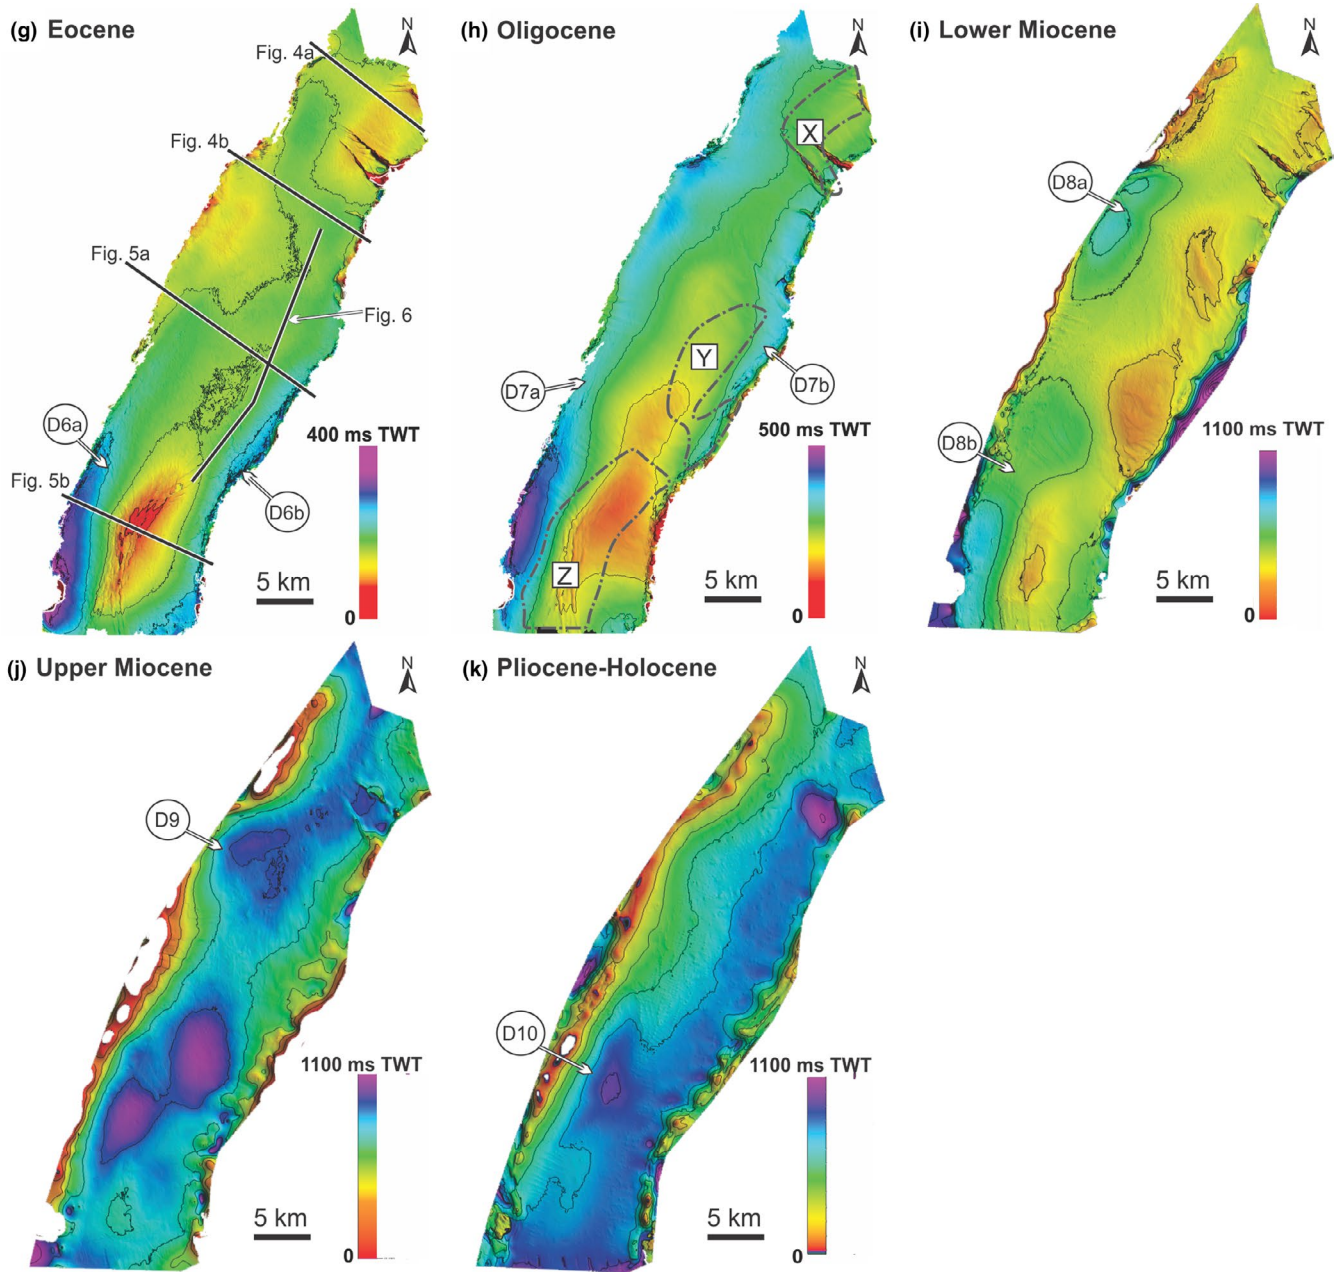 (g) Eocene
N
Fig. 4a
Fig. 4b
Fig. 5a
Fig. 6
D6a
400 ms TWT
Fig. 5b
D6b
5 km
0
(h) Oligocene
N
X
Y
D7a
D7b
500 ms TWT
Z
5 km
0
(i) Lower Miocene
N
D8a
D8b
1100 ms TWT
5 km
0
(j) Upper Miocene
N
D9
1100 ms TWT
5 km
0
(k) Pliocene-Holocene
N
D10
1100 ms TWT
5 km
0